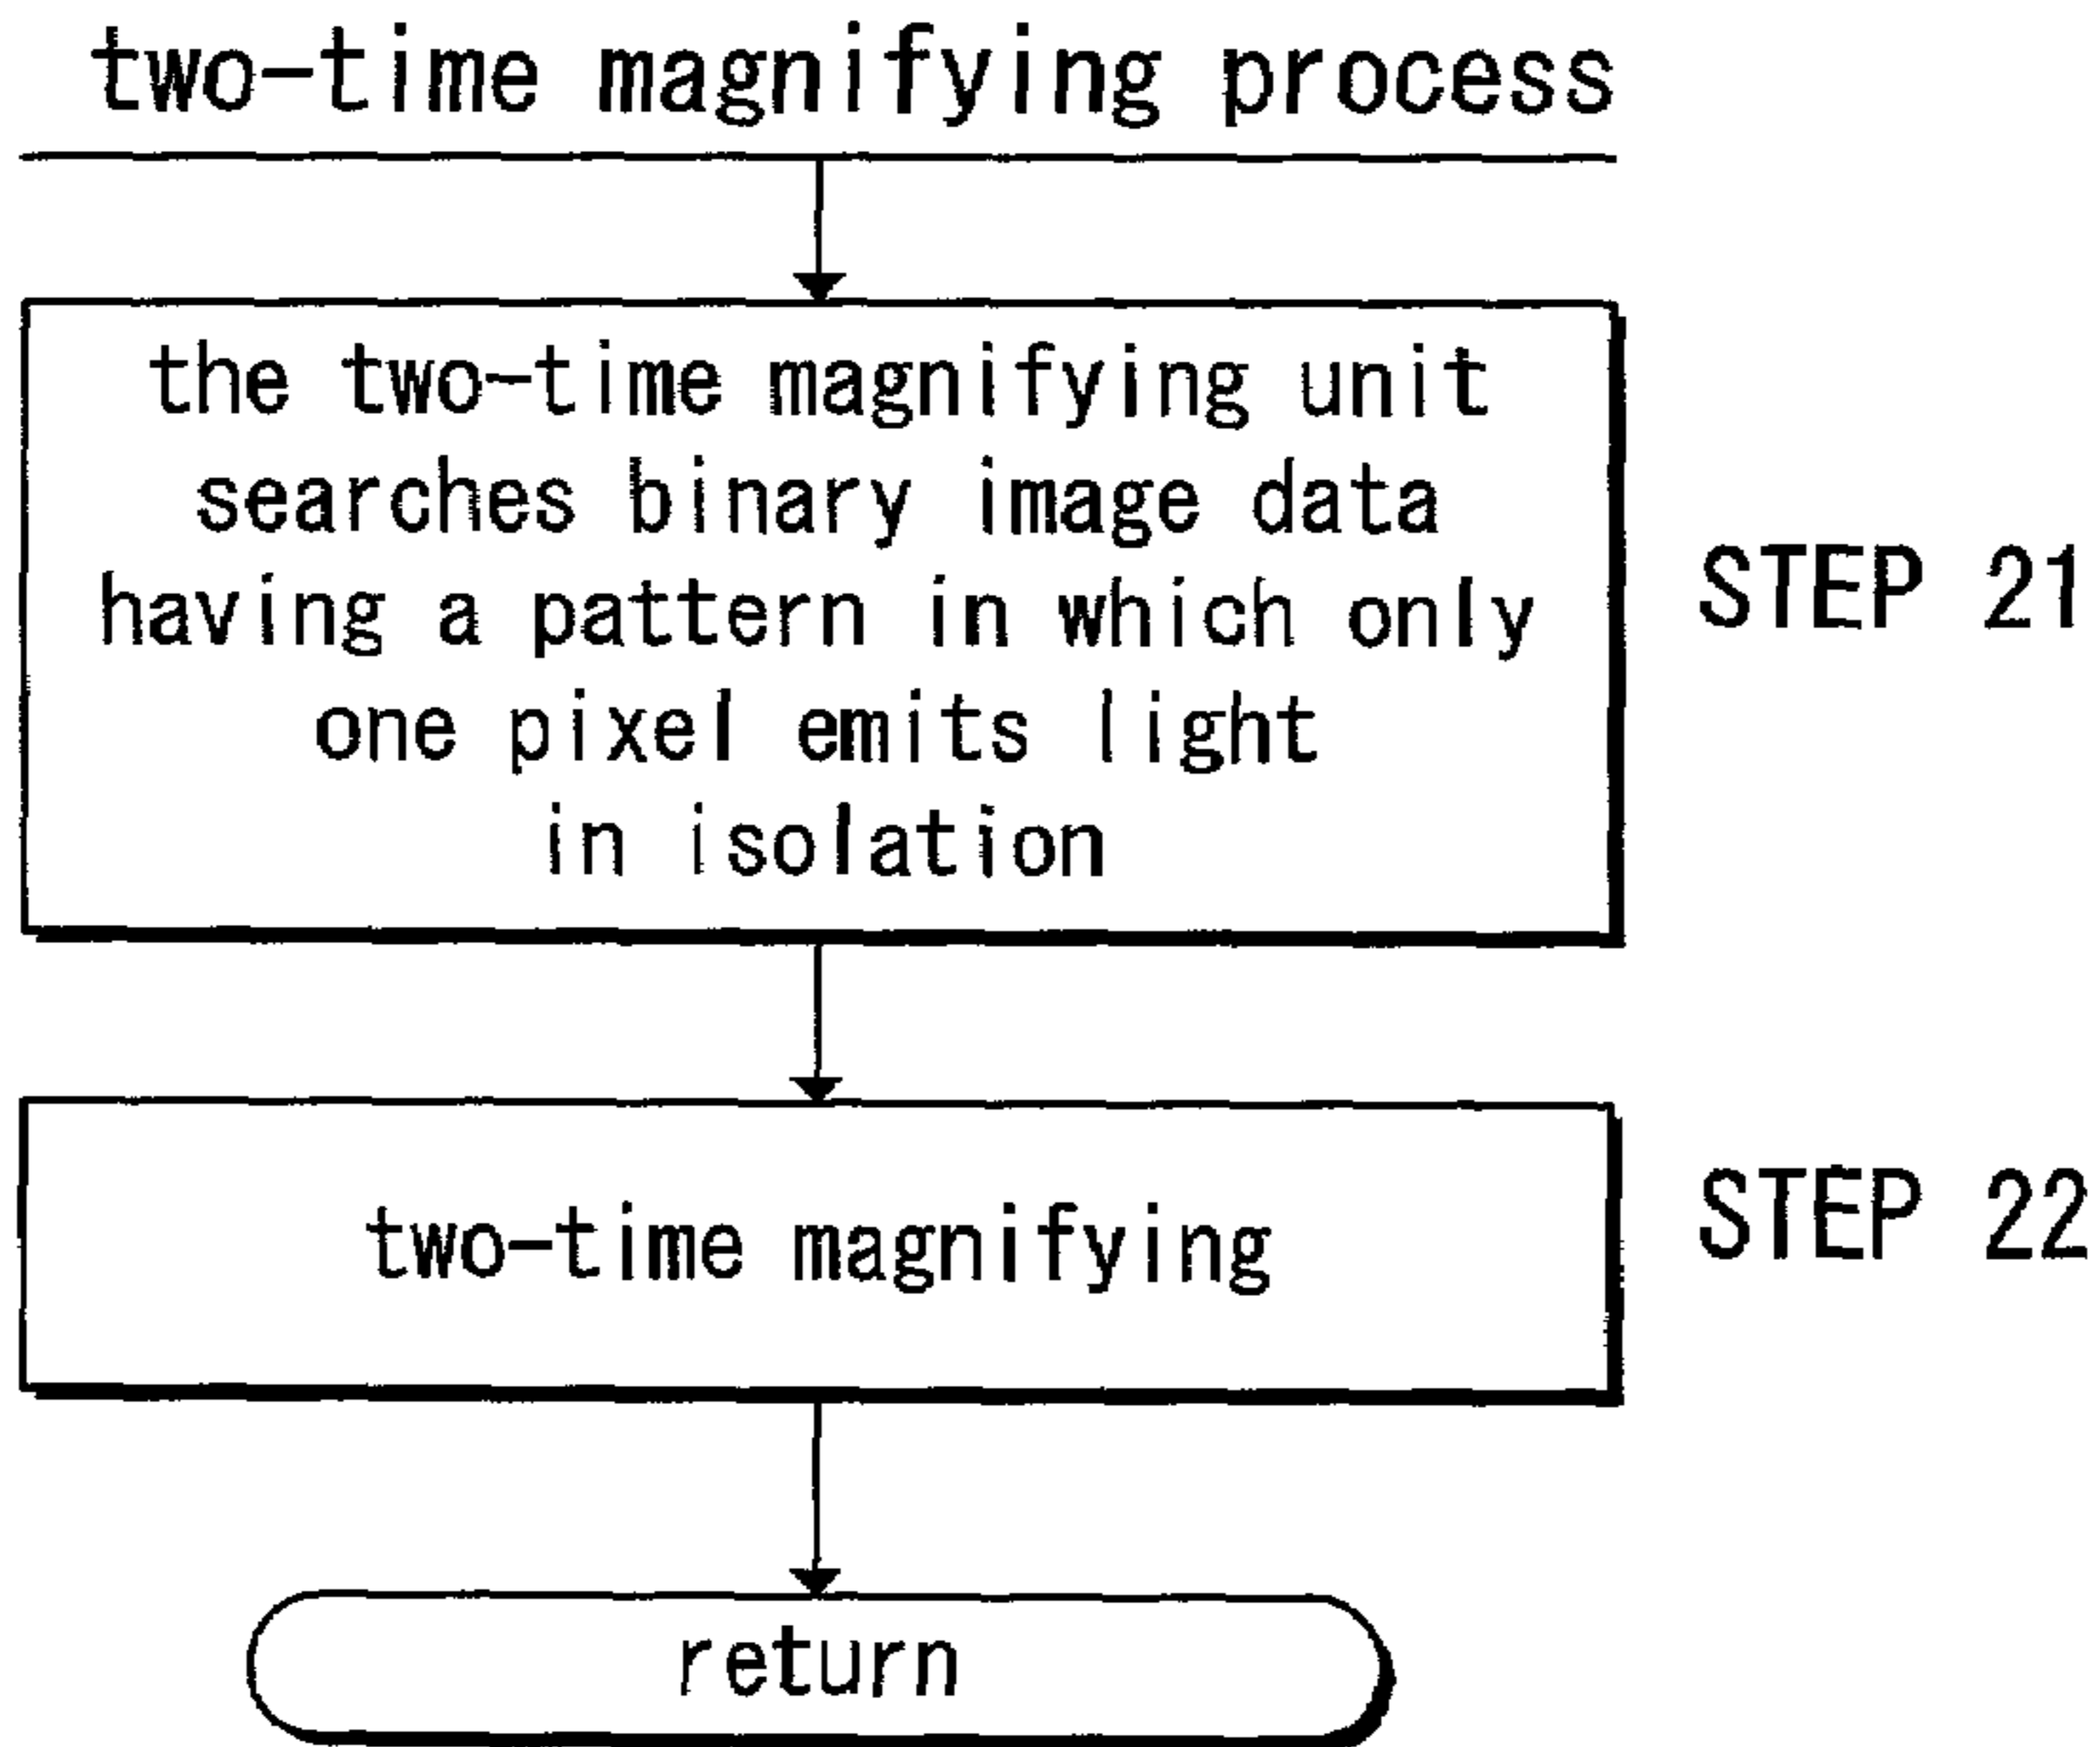 two-time magnifying process
the two-time magnifying unit
searches binary image data
having a pattern in which only
one pixel emits light
in isolation
STEP 21
two-time magnifying
STEP 22
return